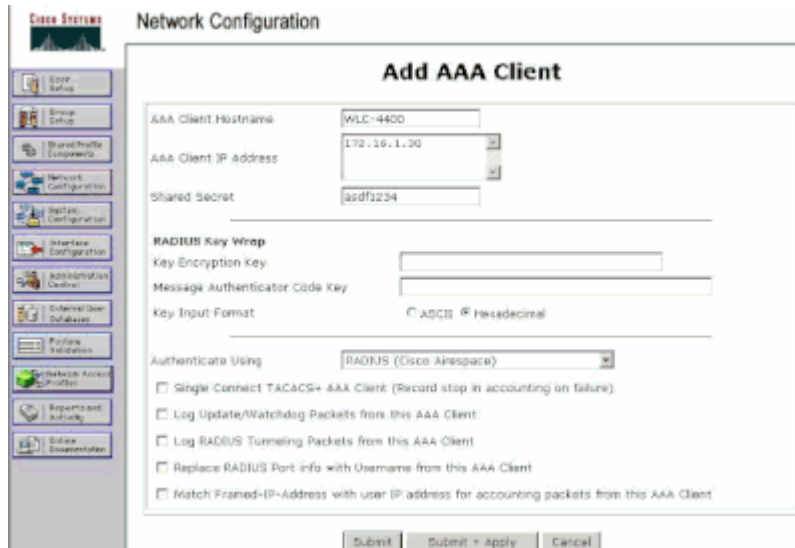 CISCO SYSTEMS
Network Configuration
User Setup
Group Setup
Shared Profile Components
Network Configuration
System Configuration
Interface Configuration
Administration Control
External User Databases
Posture Validation
Network Access Profiles
Reports and Activity
Online Documentation
Add AAA Client
AAA Client Hostname
WLC-4400
AAA Client IP Address
172.16.1.30
Shared Secret
asdf1234
RADIUS Key Wrap
Key Encryption Key
Message Authenticator Code Key
Key Input Format
ASCII Hexadecimal
Authenticate Using
RADIUS (Cisco Airespace)
Single Connect TACACS+ AAA Client (Record stop in accounting on failure).
Log Update/Watchdog Packets from this AAA Client
Log RADIUS Tunneling Packets from this AAA Client
Replace RADIUS Port info with Username from this AAA Client
Match Framed-IP-Address with user IP address for accounting packets from this AAA Client
Submit Submit + Apply Cancel